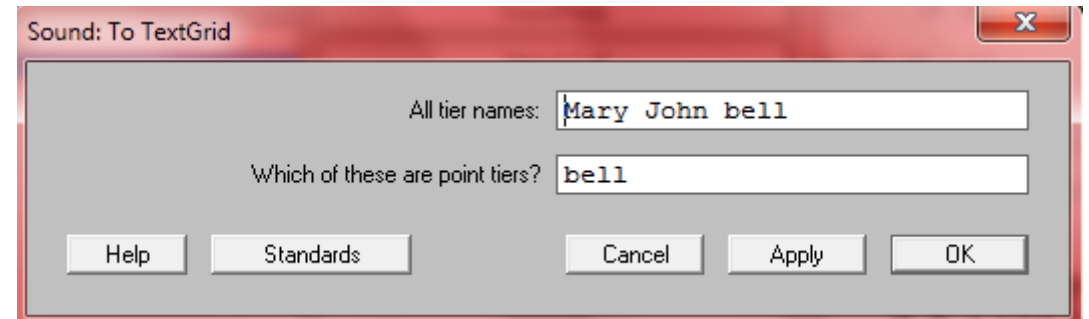 Sound: To TextGrid
All tier names: Mary John bell
Which of these are point tiers? bell
Help Standards Cancel Apply OK